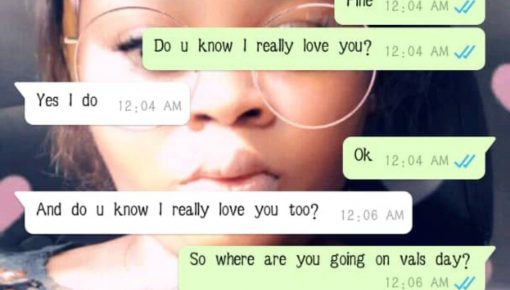 Fine 12:04 AM
Do u know I really love you? 12:04 AM
Yes I do 12:04 AM
Ok 12:04 AM
And do u know I really love you too? 12:06 AM
So where are you going on vals day? 12:06 AM